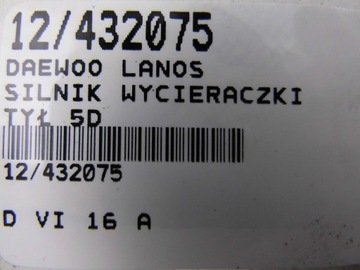 12/432075
DAEWOO LANOS
SILNIK WYCIERACZKI
TYŁ 5D
12/432075
D VI 16 A